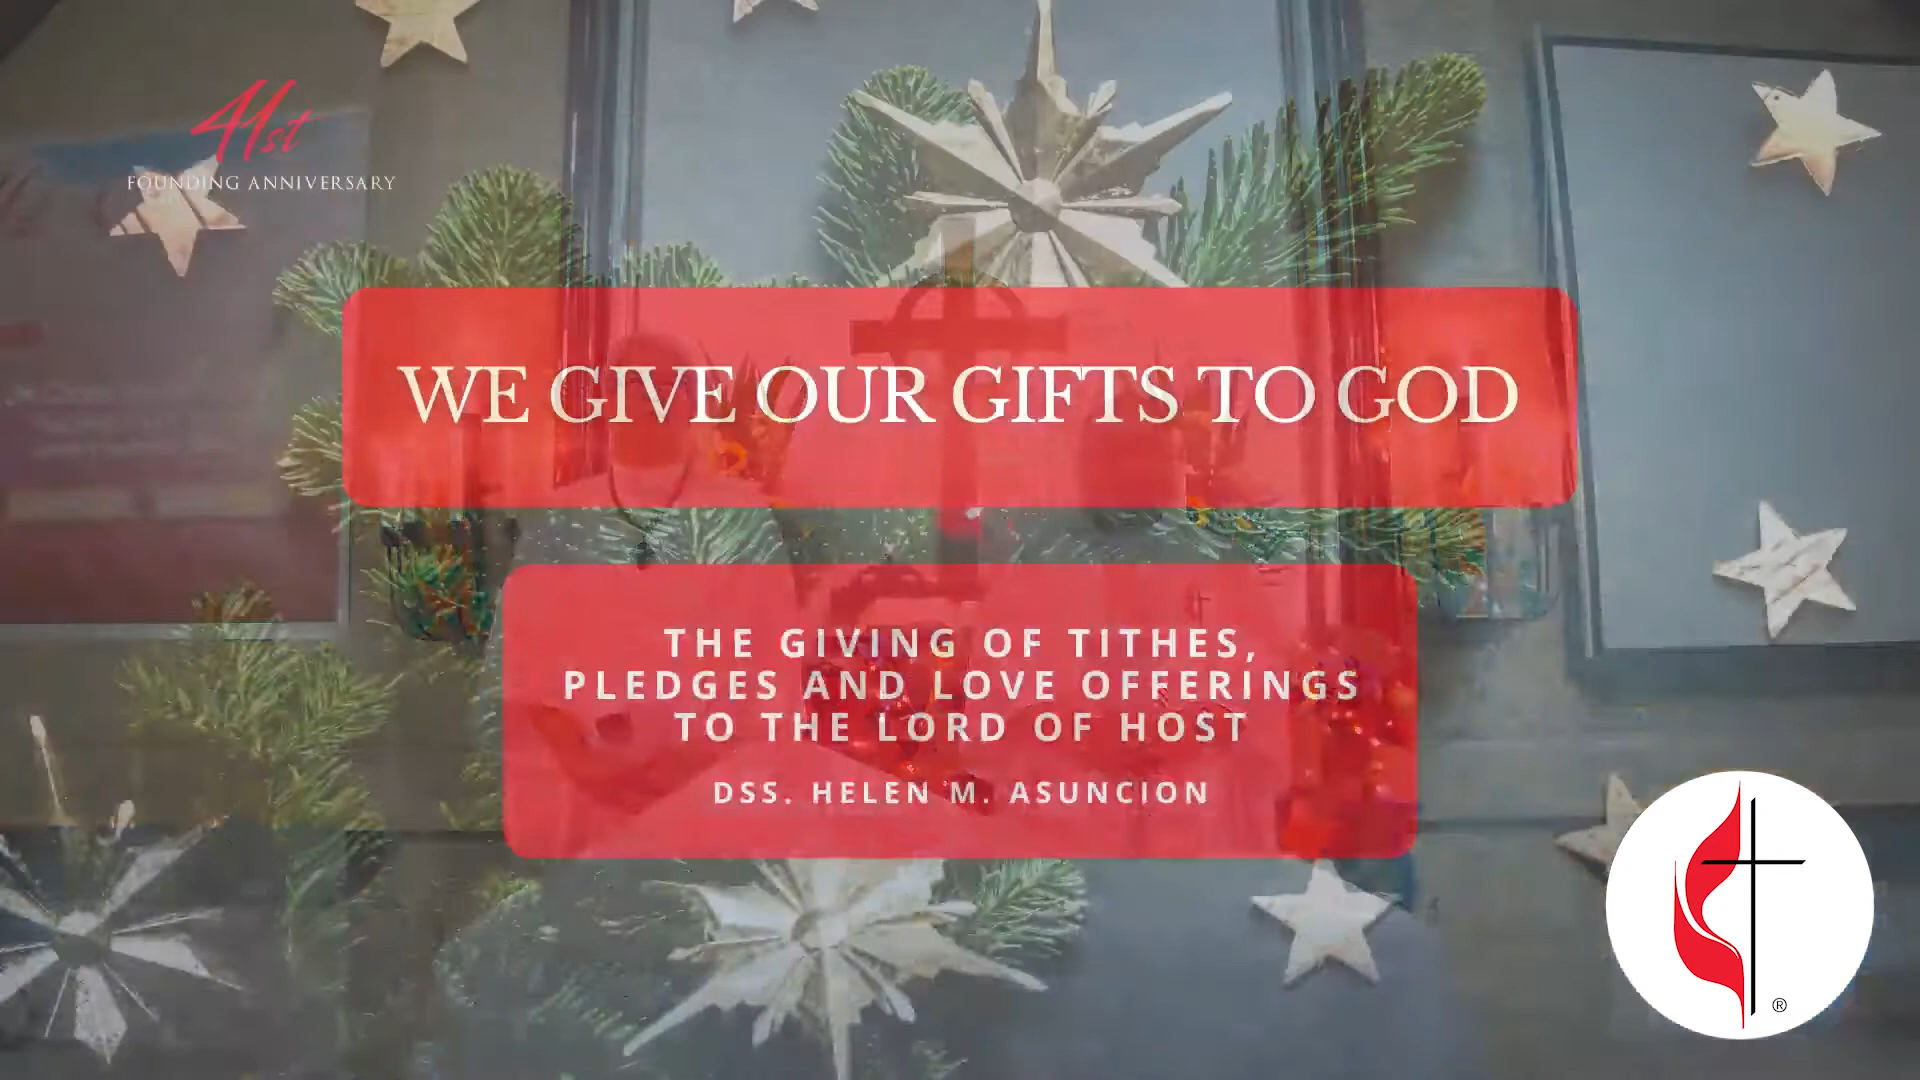 41st
FOUNDING ANNIVERSARY
WE GIVE OUR GIFTS TO GOD
THE GIVING OF TITHES,
PLEDGES AND LOVE OFFERINGS
TO THE LORD OF HOST
DSS. HELEN M. ASUNCION
®